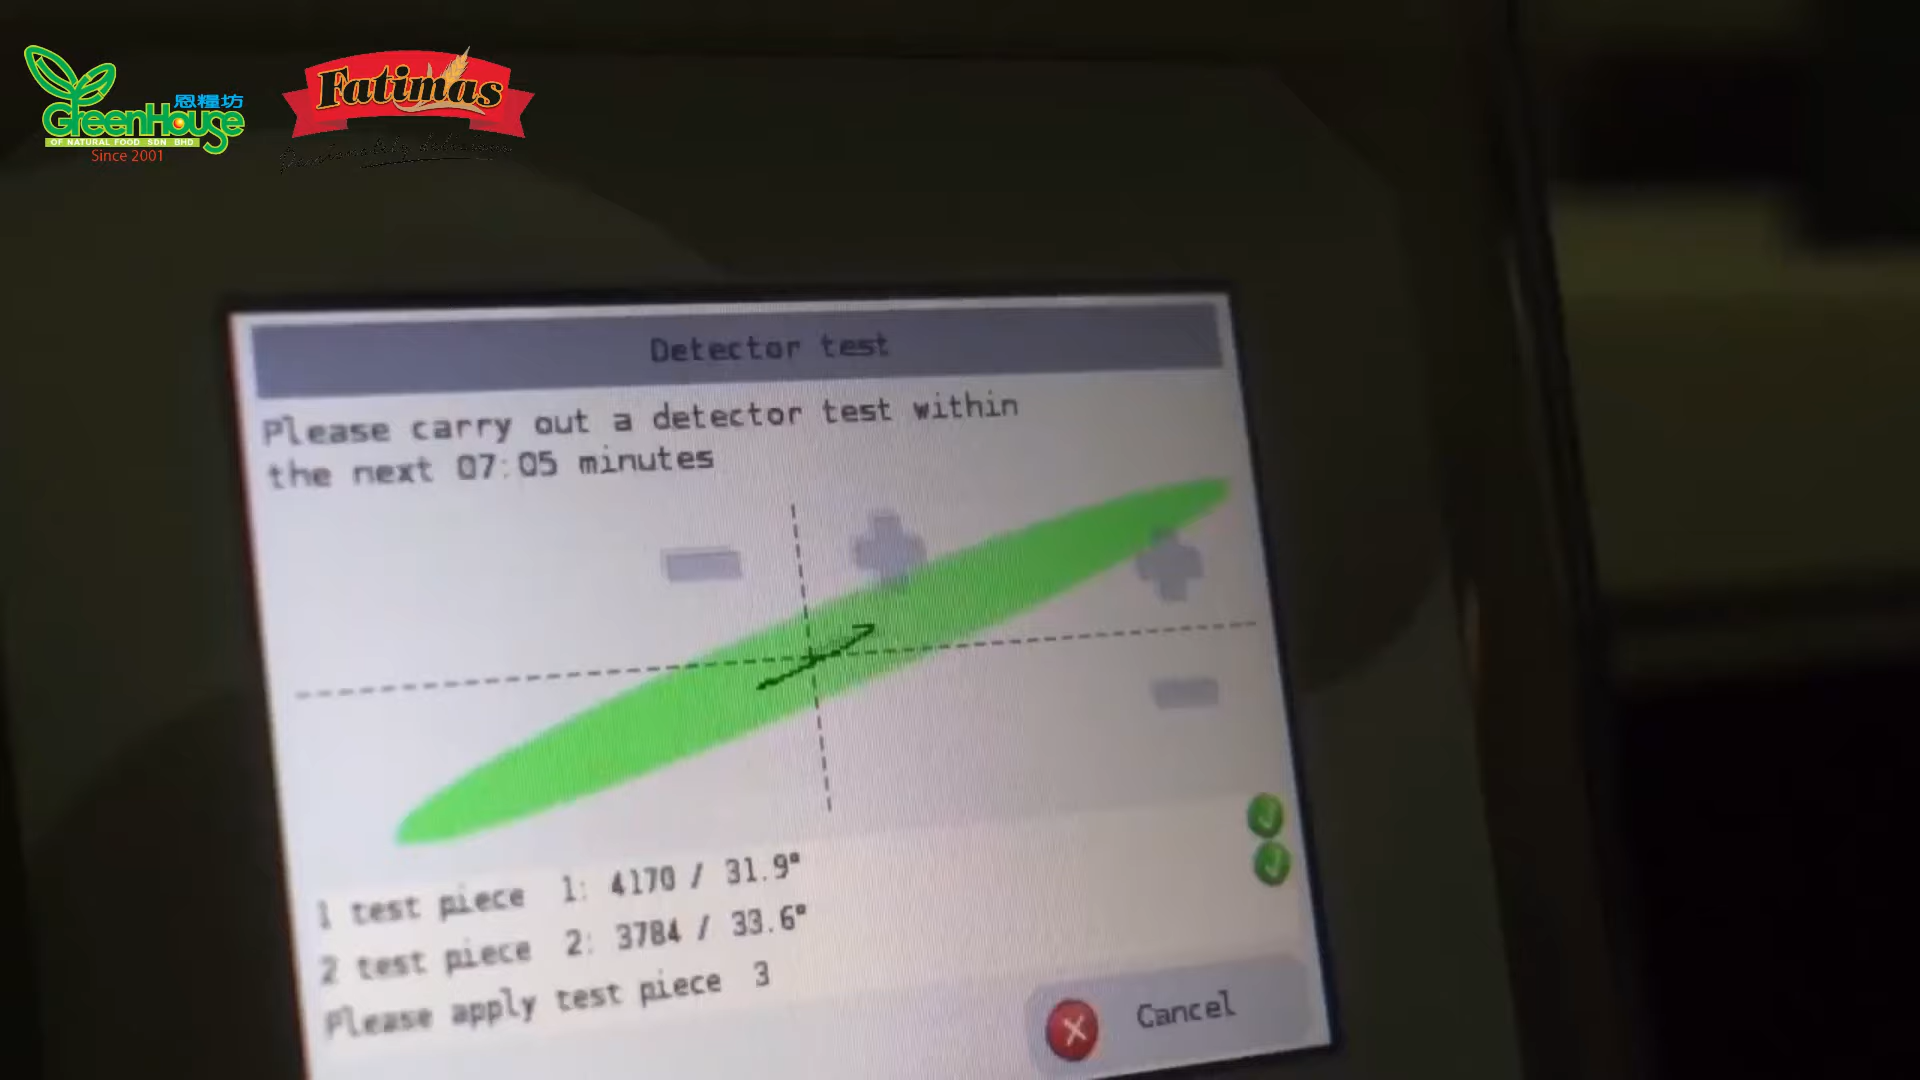 恩糧坊
GreenHouse
OF NATURAL FOOD SDN BHD
Since 2001
Fatimas
Detector test
Please carry out a detector test within
the next 07:05 minutes
1 test piece 1: 4170 / 31.9°
2 test piece 2: 3784 / 33.6°
Please apply test piece 3
Cancel